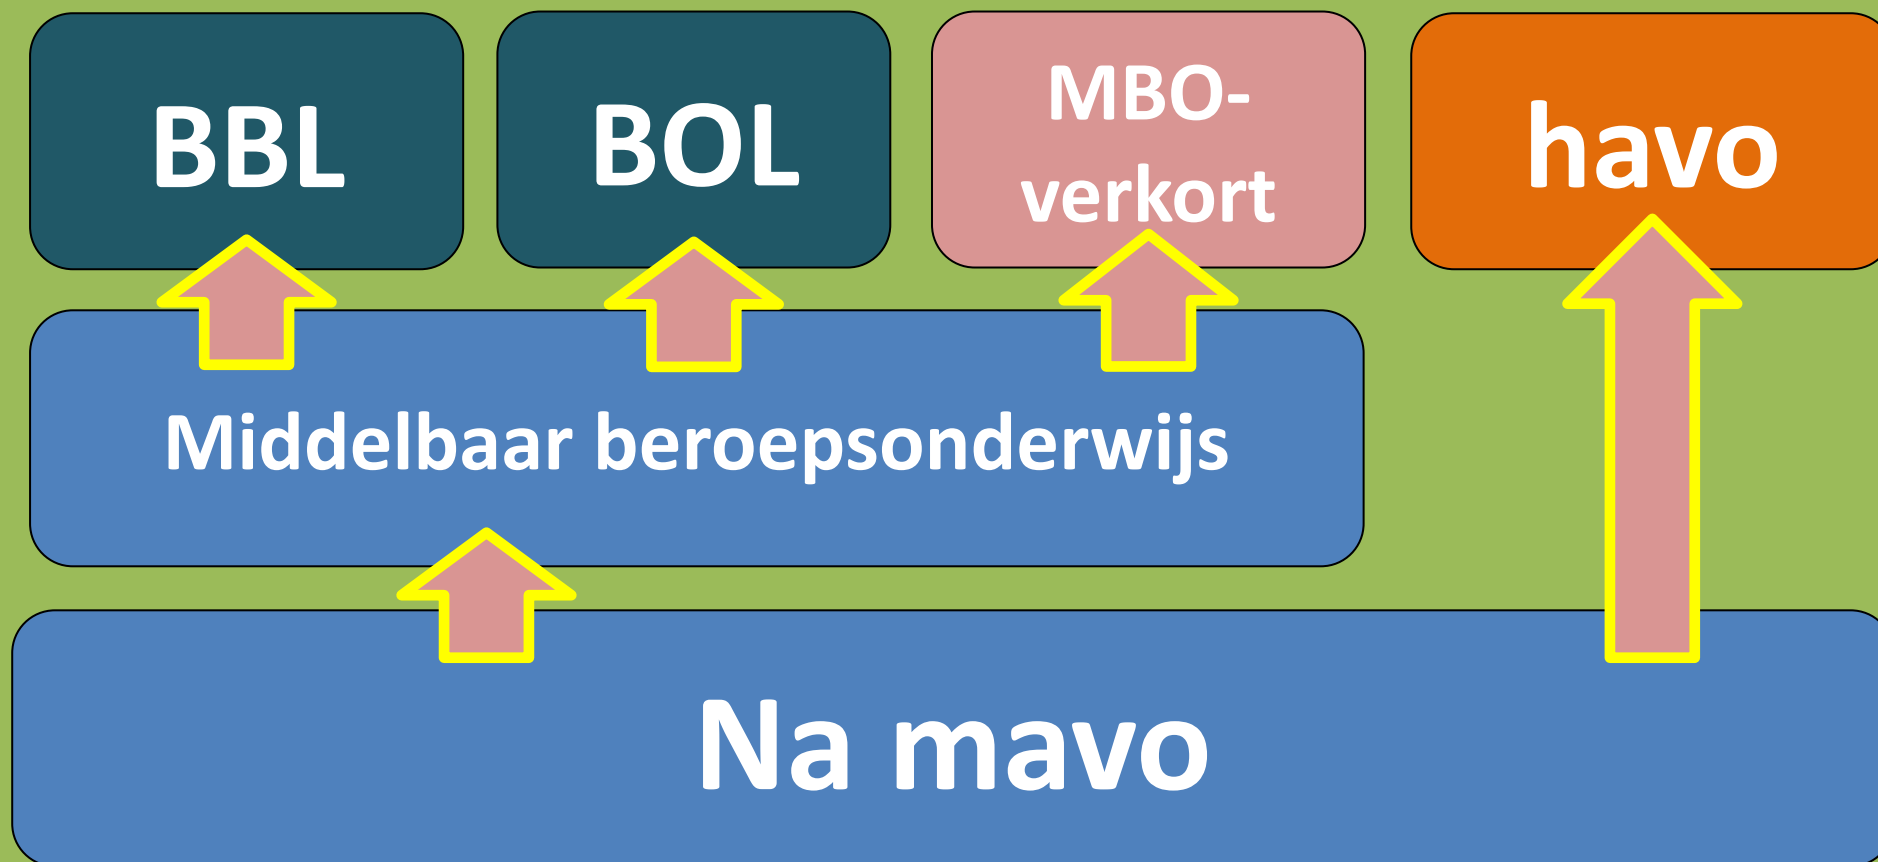 BBL
BOL
MBO-
verkort
havo
Middelbaar beroepsonderwijs
Na mavo